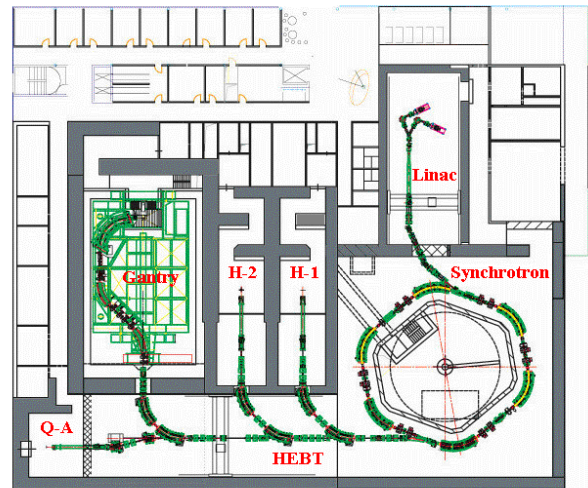 Linac
Gantry
H-2
H-1
Synchrotron
Q-A
HEBT